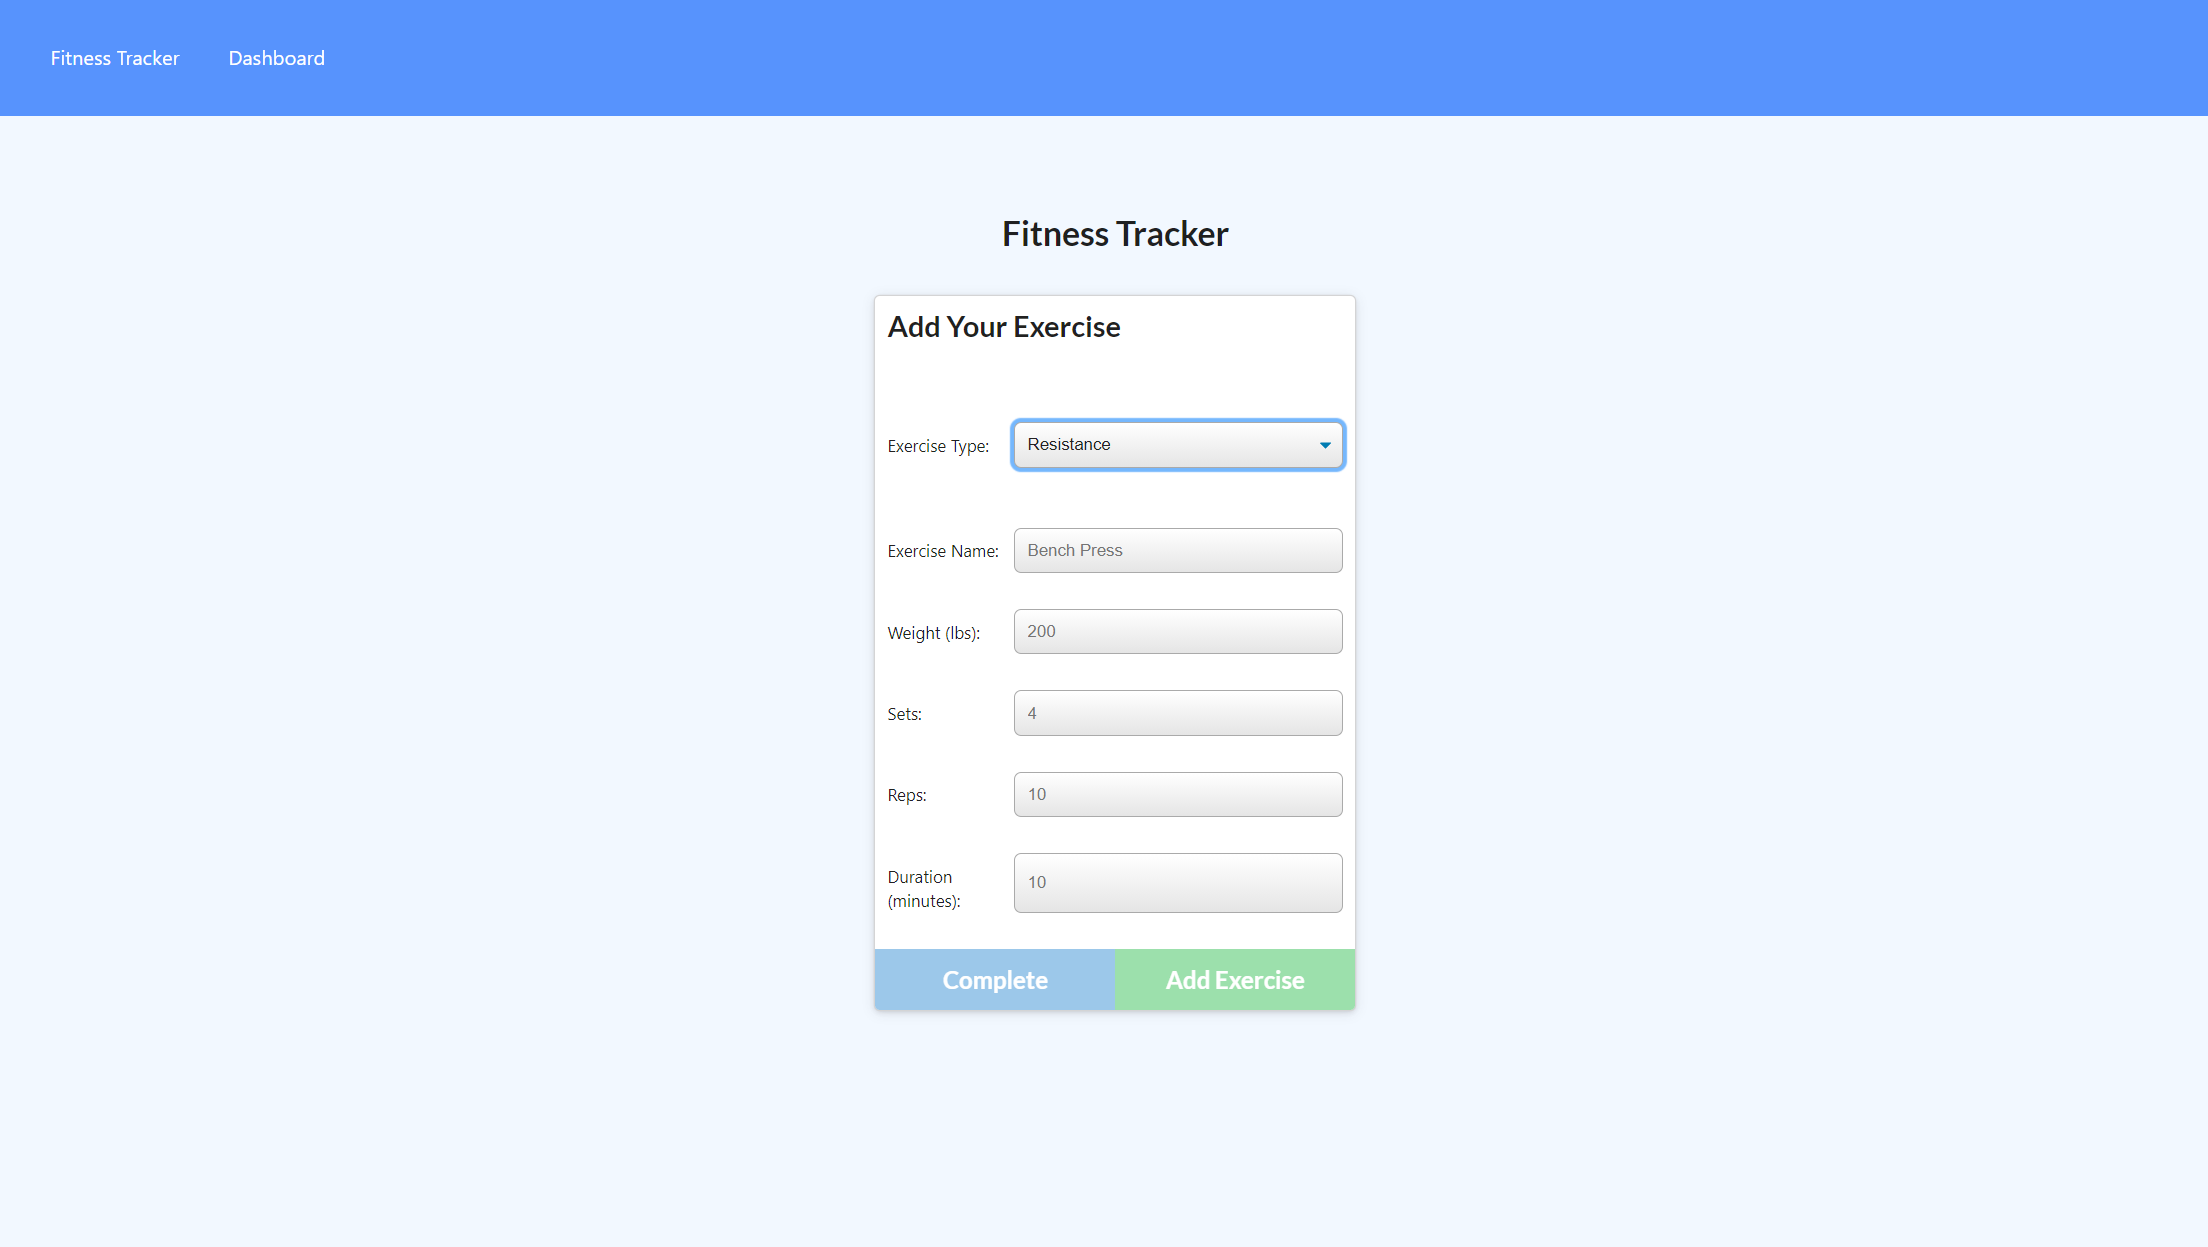 Fitness Tracker Dashboard
Fitness Tracker
Add Your Exercise
Exercise Type: Resistance
Exercise Name: Bench Press
Weight (lbs): 200
Sets: 4
Reps: 10
Duration
(minutes): 10
Complete Add Exercise